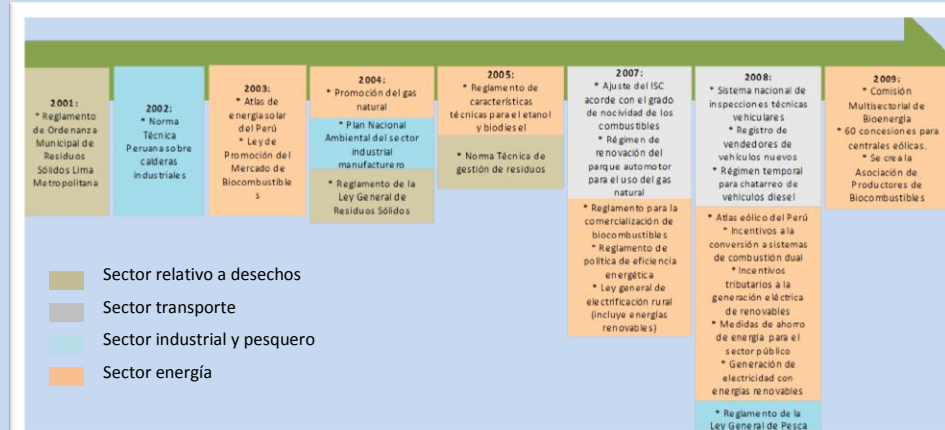 2001:
* Reglamento
de Ordenanza
Municipal de
Residuos
Sólidos Lima
Metropolitana
2002:
* Norma
Técnica
Peruana sobre
calderas
industriales
2003:
* Atlas de
energía solar
del Perú
* Ley de
Promoción del
Mercado de
Biocombustible
s
2004:
* Promoción del gas
natural
* Plan Nacional
Ambiental del sector
industrial
manufacturero
* Reglamento de la
Ley General de
Residuos Sólidos
2005:
* Reglamento de
características
técnicas para el etanol
y biodiesel
* Norma Técnica de
gestión de residuos
2007:
* Ajuste del ISC
acorde con el grado
de nocividad de los
combustibles
* Régimen de
renovación del
parque automotor
para el uso del gas
natural
* Reglamento para la
comercialización de
biocombustibles
* Reglamento de
política de eficiencia
energética
* Ley general de
electrificación rural
(incluye energías
renovables)
2008:
* Sistema nacional de
inspecciones técnicas
vehiculares
* Registro de
vendedores de
vehículos nuevos
* Régimen temporal
para chatarreo de
vehículos diesel
* Atlas eólico del Perú
* Incentivos a la
conversión a sistemas
de combustión dual
* Incentivos
tributarios a la
generación eléctrica
de renovables
* Medidas de ahorro
de energía para el
sector público
* Generación de
electricidad con
energías renovables
* Reglamento de la
Ley General de Pesca
2009:
* Comisión
Multisectorial de
Bioenergía
* 60 concesiones para
centrales eólicas.
* Se crea la
Asociación de
Productores de
Biocombustibles
Sector relativo a desechos
Sector transporte
Sector industrial y pesquero
Sector energía